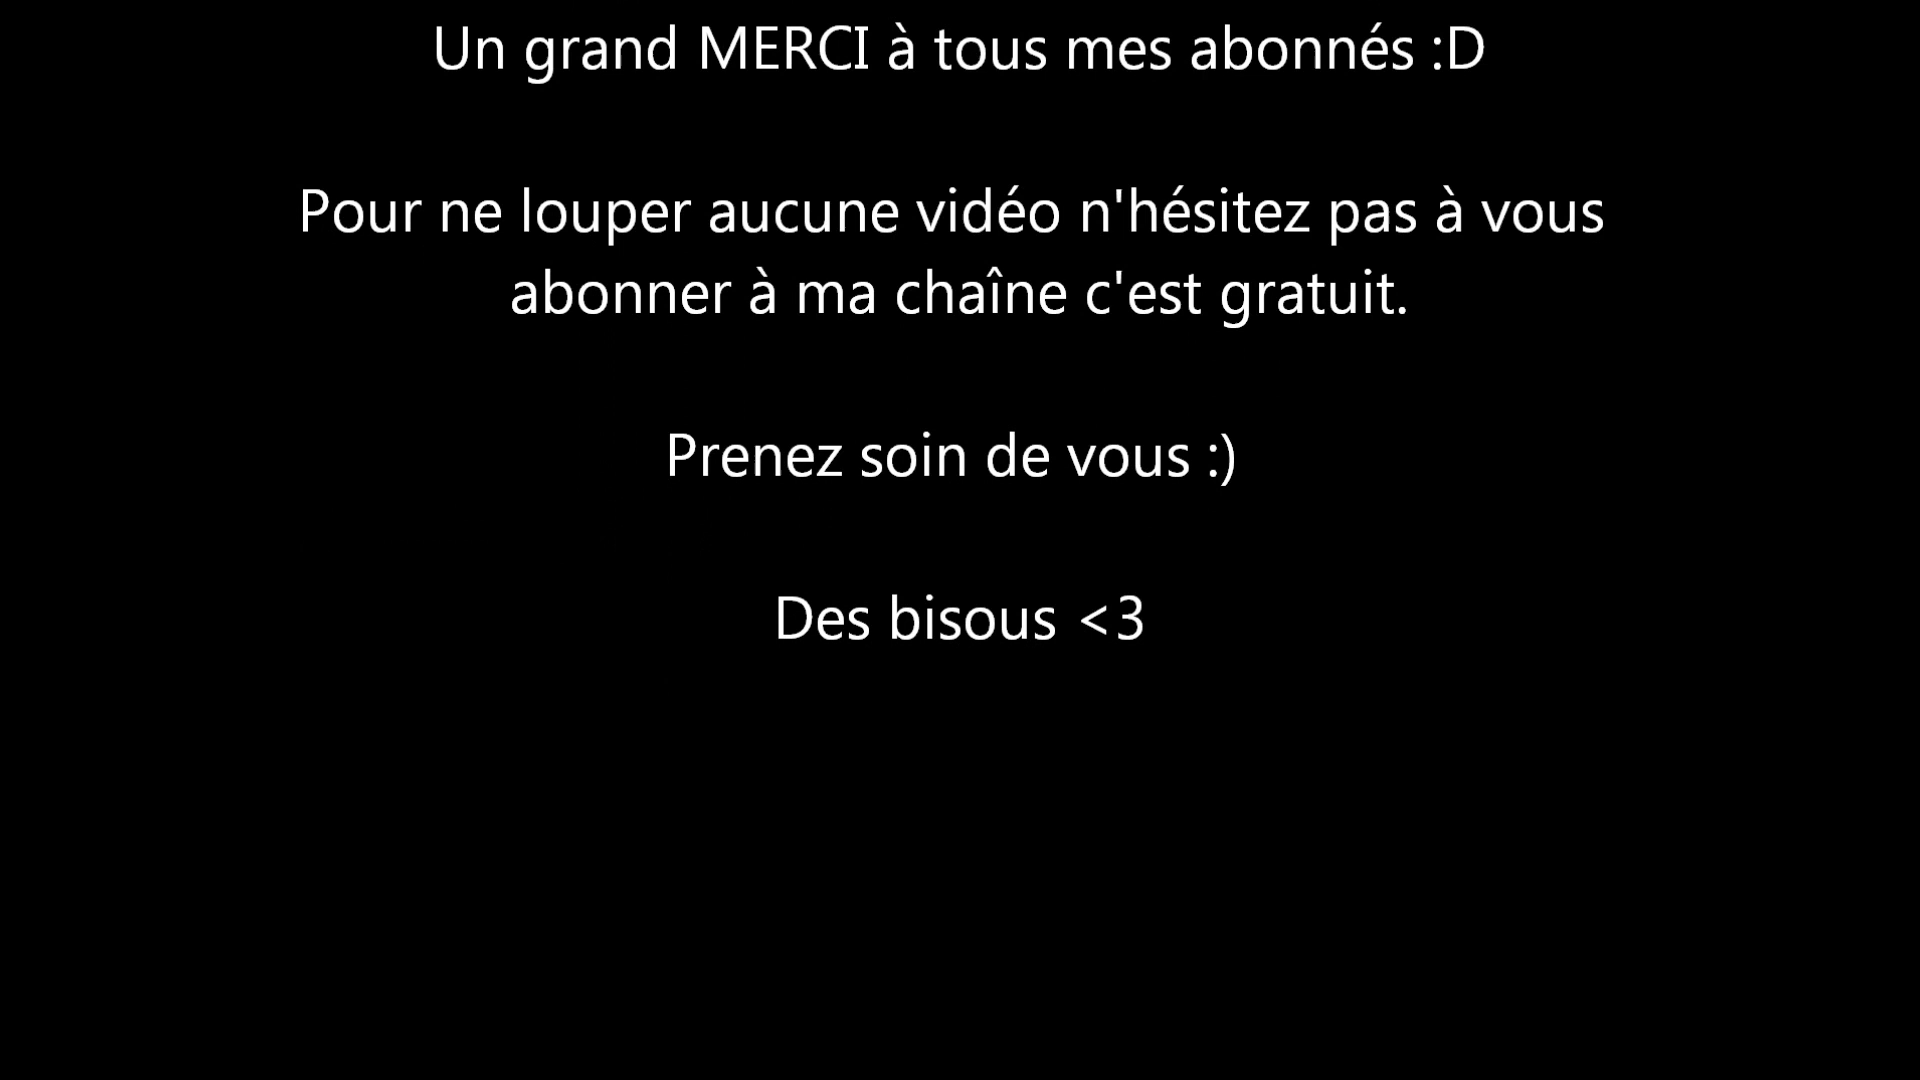 Un grand MERCI à tous mes abonnés :D
Pour ne louper aucune vidéo n'hésitez pas à vous
abonner à ma chaîne c'est gratuit.
Prenez soin de vous :)
Des bisous <3